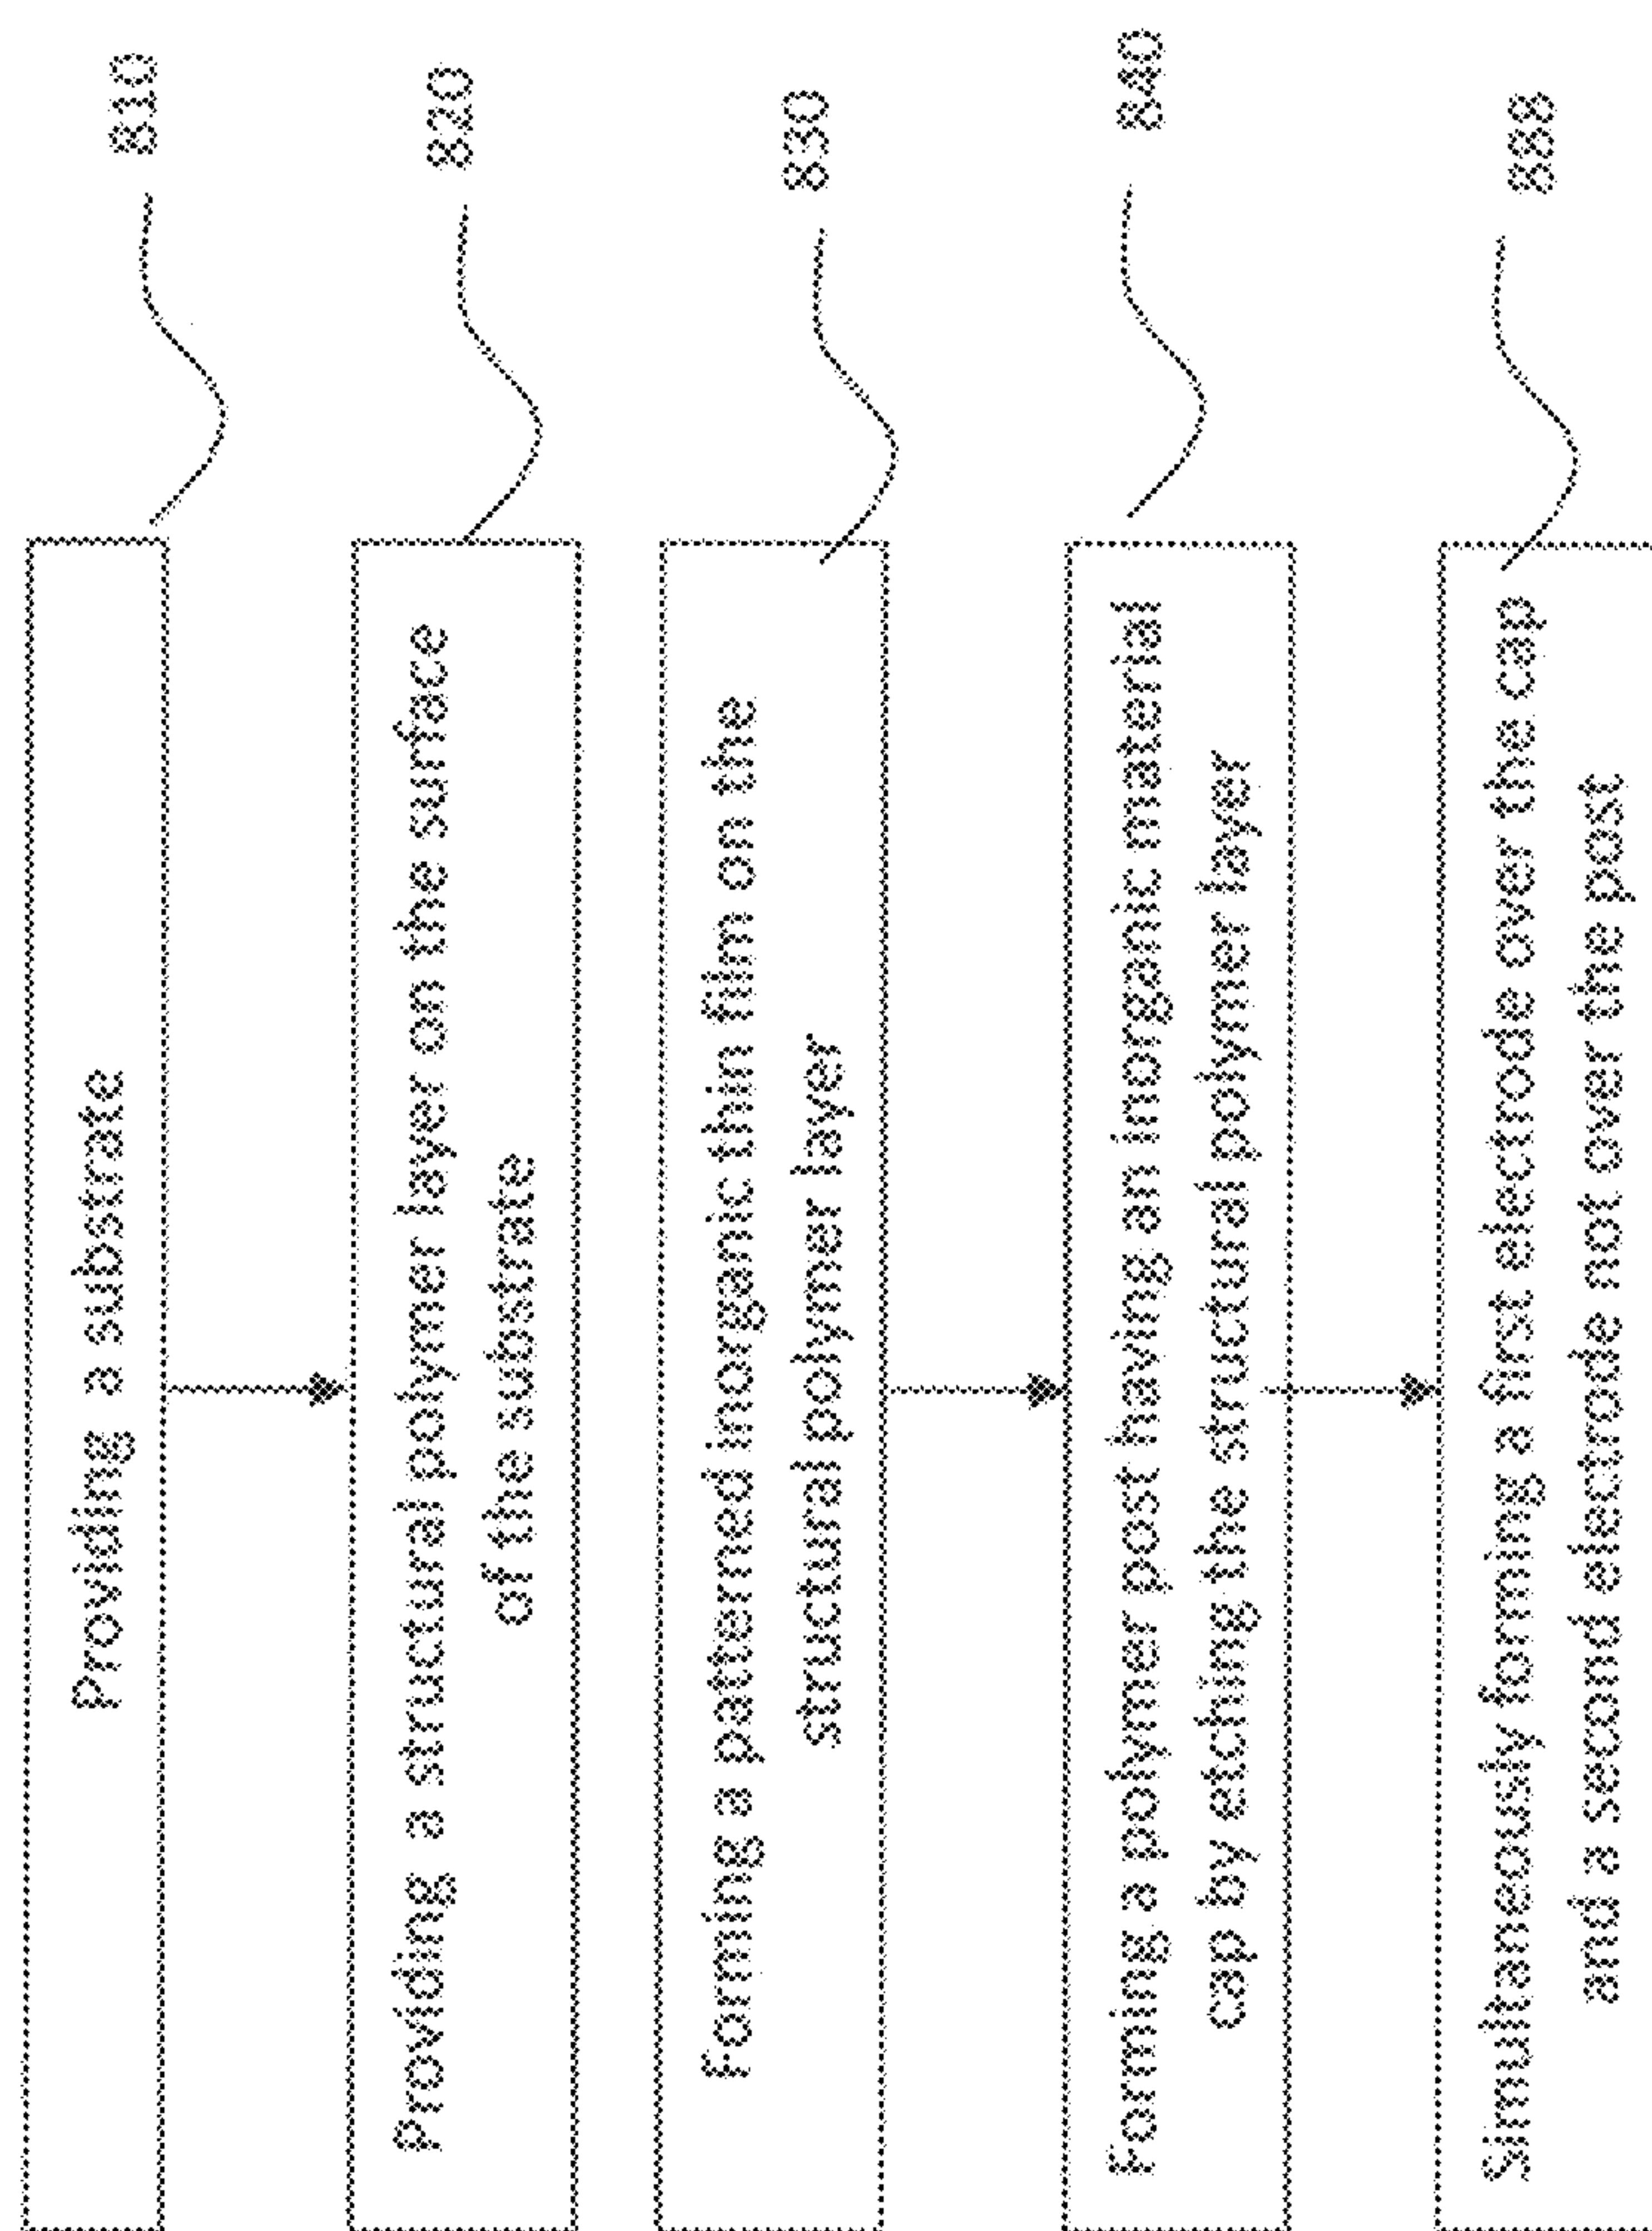 Providing a substrate
810
Providing a structural polymer layer on the surface
of the substrate
820
Forming a patterned inorganic thin film on the
structural polymer layer
830
Forming a polymer post having an inorganic material
cap by etching the structural polymer layer
840
Simultaneously forming a first electrode over the cap
and a second electrode not over the post
888